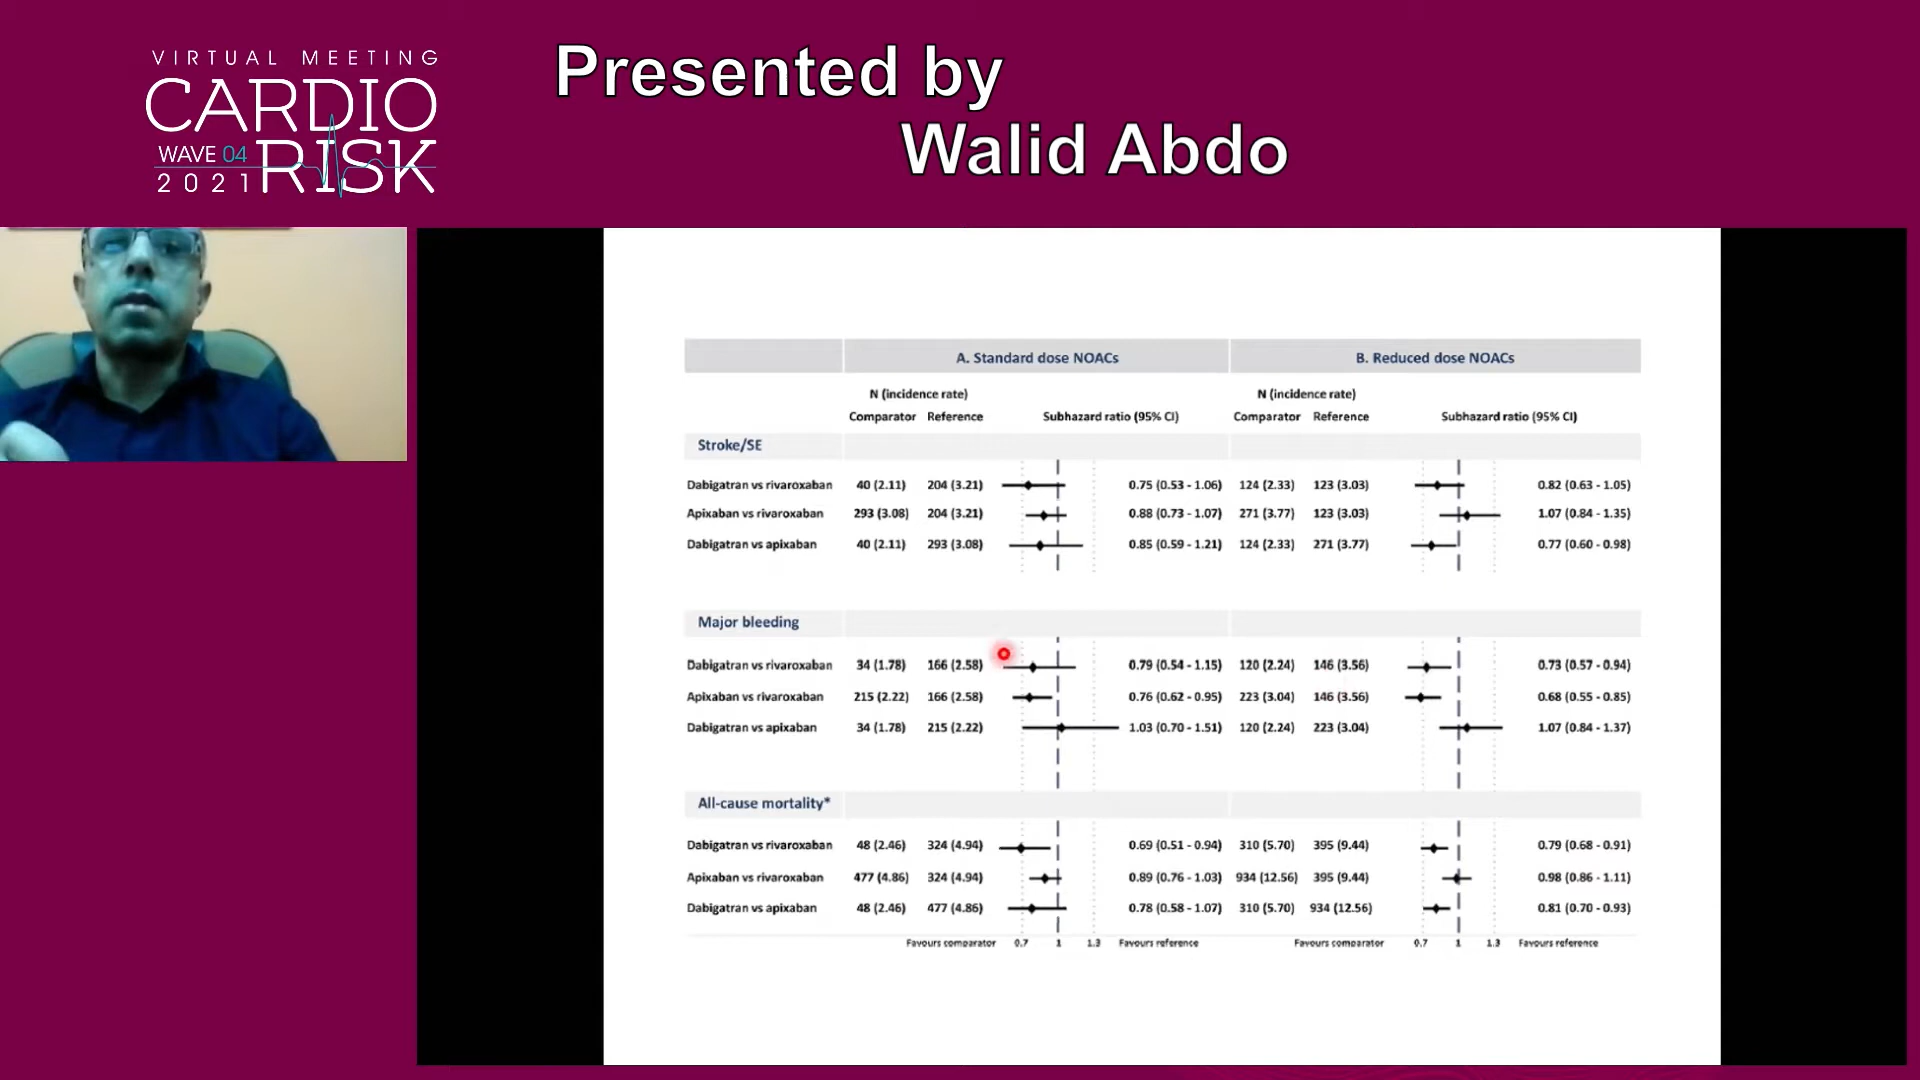 VIRTUAL MEETING
CARDIO
WAVE 04 RISK
2021
Presented by
Walid Abdo
A. Standard dose NOACs B. Reduced dose NOACs
N (incidence rate) N (incidence rate)
Comparator Reference Subhazard ratio (95% CI) Comparator Reference Subhazard ratio (95% CI)
Stroke/SE
Dabigatran vs rivaroxaban 40 (2.11) 204 (3.21) 0.75 (0.53 - 1.06) 124 (2.33) 123 (3.03) 0.82 (0.63 - 1.05)
Apixaban vs rivaroxaban 293 (3.08) 204 (3.21) 0.88 (0.73 - 1.07) 271 (3.77) 123 (3.03) 1.07 (0.84 - 1.35)
Dabigatran vs apixaban 40 (2.11) 293 (3.08) 0.85 (0.59 - 1.21) 124 (2.33) 271 (3.77) 0.77 (0.60 - 0.98)
Major bleeding
Dabigatran vs rivaroxaban 34 (1.78) 166 (2.58) 0.79 (0.54 - 1.15) 120 (2.24) 146 (3.56) 0.73 (0.57 - 0.94)
Apixaban vs rivaroxaban 215 (2.22) 166 (2.58) 0.76 (0.62 - 0.95) 223 (3.04) 146 (3.56) 0.68 (0.55 - 0.85)
Dabigatran vs apixaban 34 (1.78) 215 (2.22) 1.03 (0.70 - 1.51) 120 (2.24) 223 (3.04) 1.07 (0.84 - 1.37)
All-cause mortality*
Dabigatran vs rivaroxaban 48 (2.46) 324 (4.94) 0.69 (0.51 - 0.94) 310 (5.70) 395 (9.44) 0.79 (0.68 - 0.91)
Apixaban vs rivaroxaban 477 (4.86) 324 (4.94) 0.89 (0.76 - 1.03) 934 (12.56) 395 (9.44) 0.98 (0.86 - 1.11)
Dabigatran vs apixaban 48 (2.46) 477 (4.86) 0.78 (0.58 - 1.07) 310 (5.70) 934 (12.56) 0.81 (0.70 - 0.93)
Favours comparator 0.7 1 1.3 Favours reference Favours comparator 0.7 1 1.3 Favours reference